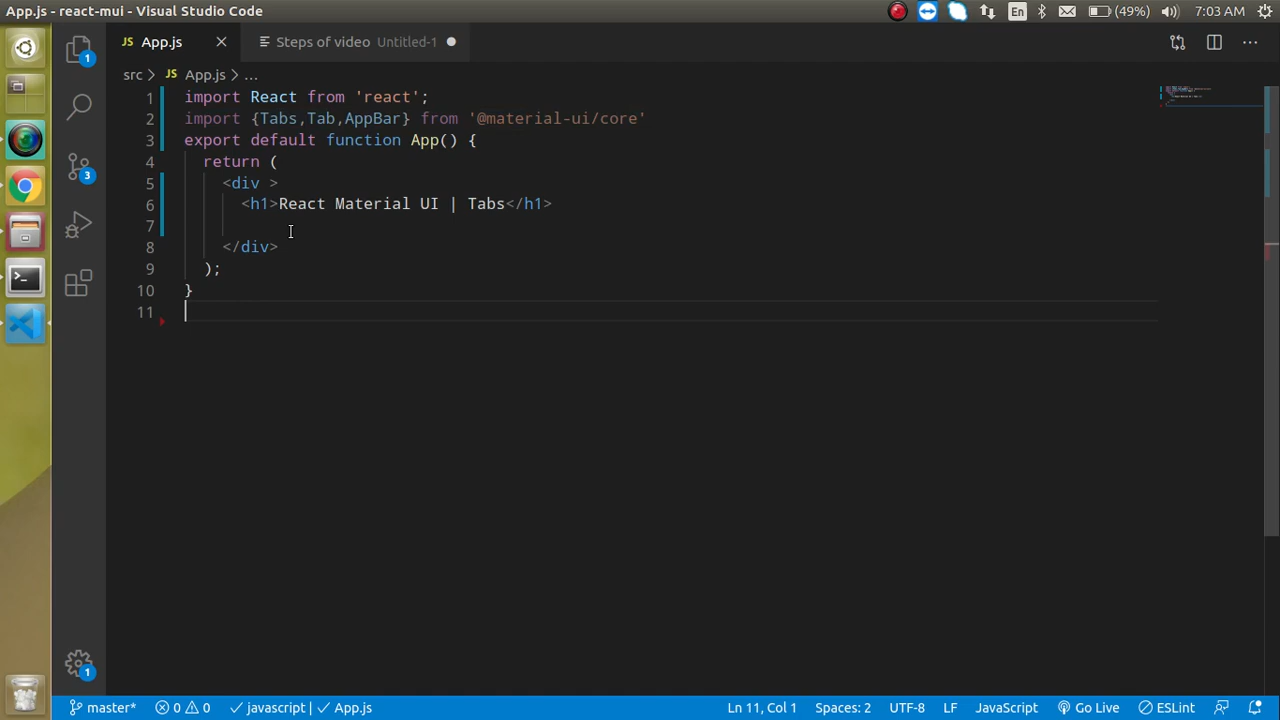 App.js - react-mui - Visual Studio Code
En
(49%)
7:03 AM
JS App.js
Steps of video Untitled-1
src > JS App.js > ...
1 import React from 'react';
2 import {Tabs,Tab,AppBar} from '@material-ui/core'
3 export default function App() {
4 return (
5 <div >
6 <h1>React Material UI | Tabs</h1>
7
8 </div>
9 );
10 }
11
1
3
1
master*
0
0
javascript | ✓ App.js
Ln 11, Col 1
Spaces: 2
UTF-8
LF
JavaScript
Go Live
ESLint